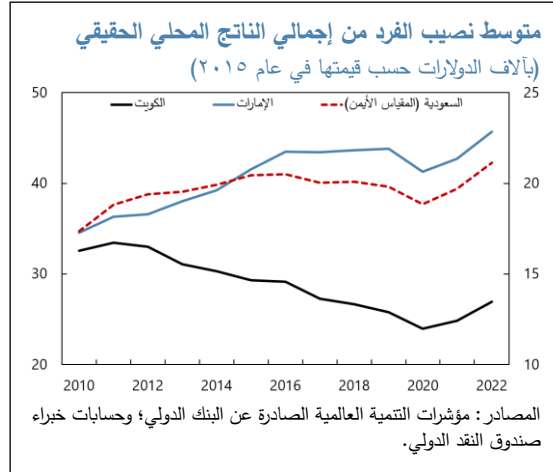 متوسط نصيب الفرد من إجمالي الناتج المحلي الحقيقي
(بآلاف الدولارات حسب قيمتها في عام ٢٠١٥)
50 25
السعودية (المقياس الأيمن) الإمارات الكويت
40 20
30 15
20 10
2010 2012 2014 2016 2018 2020 2022
المصادر: مؤشرات التنمية العالمية الصادرة عن البنك الدولي؛ وحسابات خبراء
صندوق النقد الدولي.